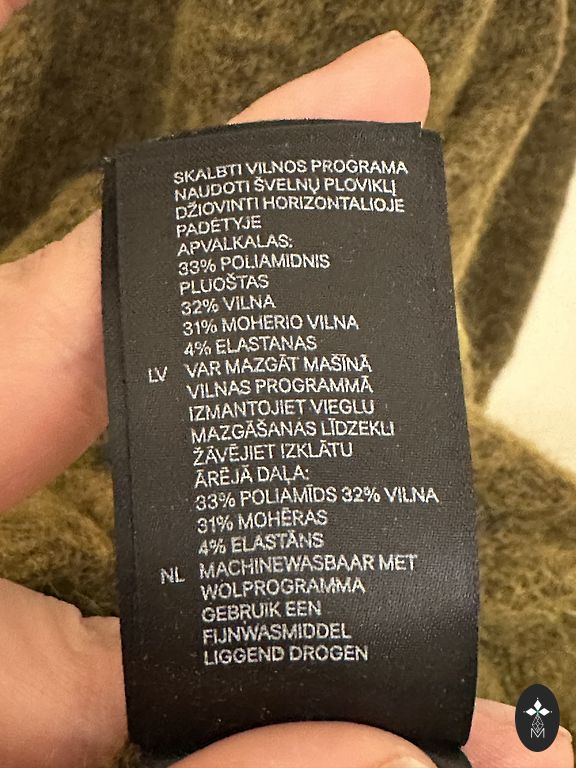 SKALBTI VILNOS PROGRAMA
NAUDOTI ŠVELNŲ PLOVIKLĮ
DŽIOVINTI HORIZONTALIOJE
PADĖTYJE
APVALKALAS:
33% POLIAMIDNIS
PLUOŠTAS
32% VILNA
31% MOHERIO VILNA
4% ELASTANAS
LV VAR MAZGĀT MAŠĪNĀ
VILNAS PROGRAMMĀ
IZMANTOJIET VIEGLU
MAZGĀŠANAS LĪDZEKLI
ŽĀVĒJIET IZKLĀTU
ĀRĒJĀ DAĻA:
33% POLIAMĪDS 32% VILNA
31% MOHĒRAS
4% ELASTĀNS
NL MACHINEWASBAAR MET
WOLPROGRAMMA
GEBRUIK EEN
FIJNWASMIDDEL
LIGGEND DROGEN
M